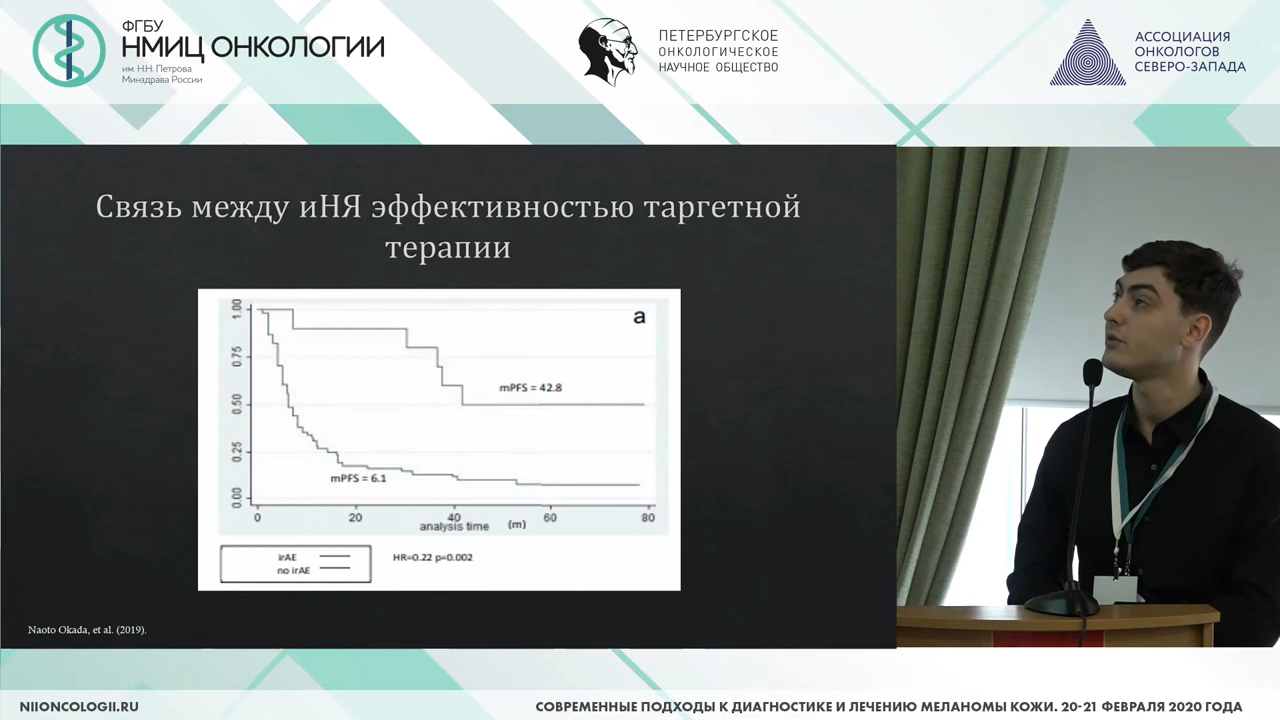 ФГБУ
НМИЦ ОНКОЛОГИИ
им. Н.Н. Петрова
Минздрава России
ПЕТЕРБУРГСКОЕ
ОНКОЛОГИЧЕСКОЕ
НАУЧНОЕ ОБЩЕСТВО
АССОЦИАЦИЯ
ОНКОЛОГОВ
СЕВЕРО-ЗАПАДА
Связь между иНЯ эффективностью таргетной
терапии
a
1.00
0.75
0.50
0.25
0.00
mPFS = 42.8
mPFS = 6.1
0 20 40 60 80
analysis time (m)
irAE
no irAE
HR=0.22 p=0.002
Naoto Okada, et al. (2019).
NIIONCOLOGII.RU
СОВРЕМЕННЫЕ ПОДХОДЫ К ДИАГНОСТИКЕ И ЛЕЧЕНИЮ МЕЛАНОМЫ КОЖИ. 20-21 ФЕВРАЛЯ 2020 ГОДА